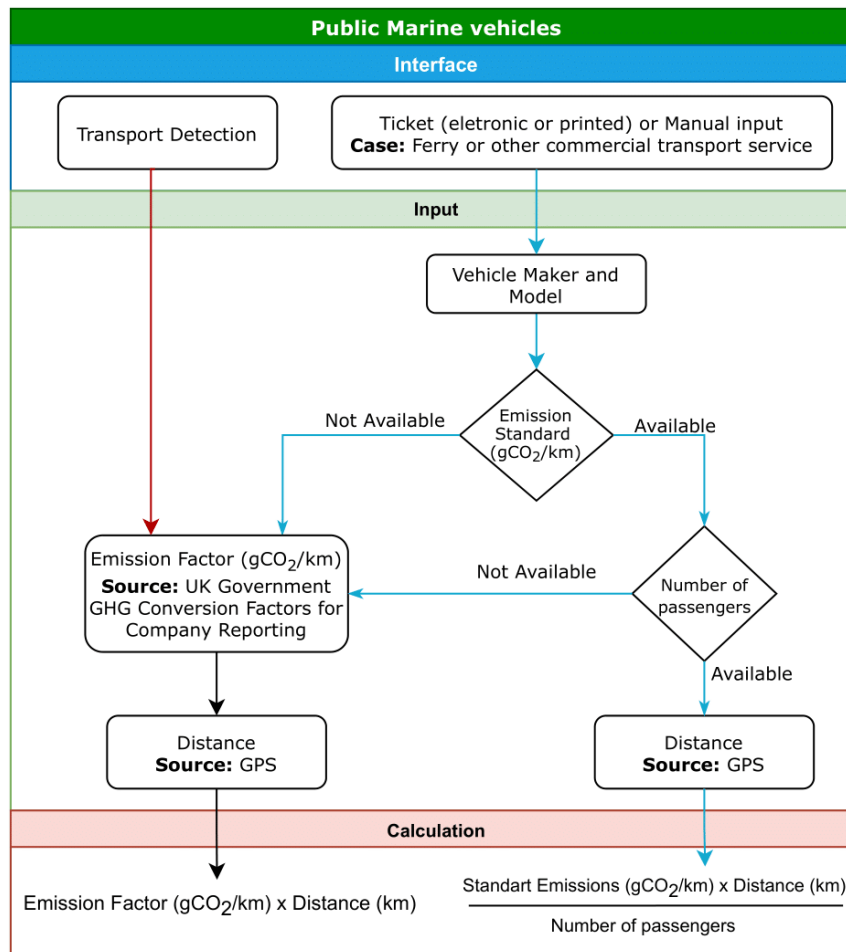 Public Marine vehicles
Interface
Transport Detection
Ticket (eletronic or printed) or Manual input
Case: Ferry or other commercial transport service
Input
Vehicle Maker and
Model
Not Available
Emission
Standard
(gCO₂/km)
Available
Emission Factor (gCO₂/km)
Source: UK Government
GHG Conversion Factors for
Company Reporting
Not Available
Number of
passengers
Available
Distance
Source: GPS
Distance
Source: GPS
Calculation
Emission Factor (gCO₂/km) x Distance (km)
Standart Emissions (gCO₂/km) x Distance (km)
Number of passengers